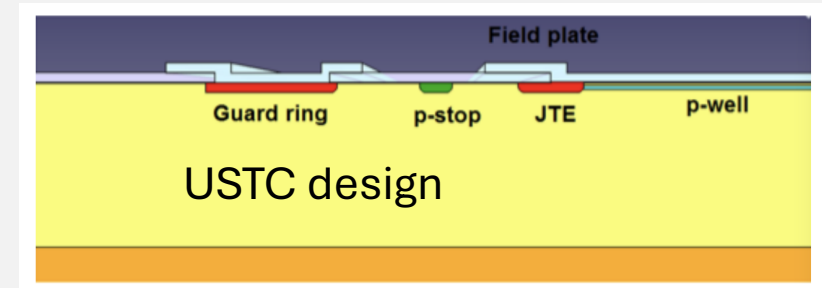 Field plate
Guard ring
p-stop
JTE
p-well
USTC design